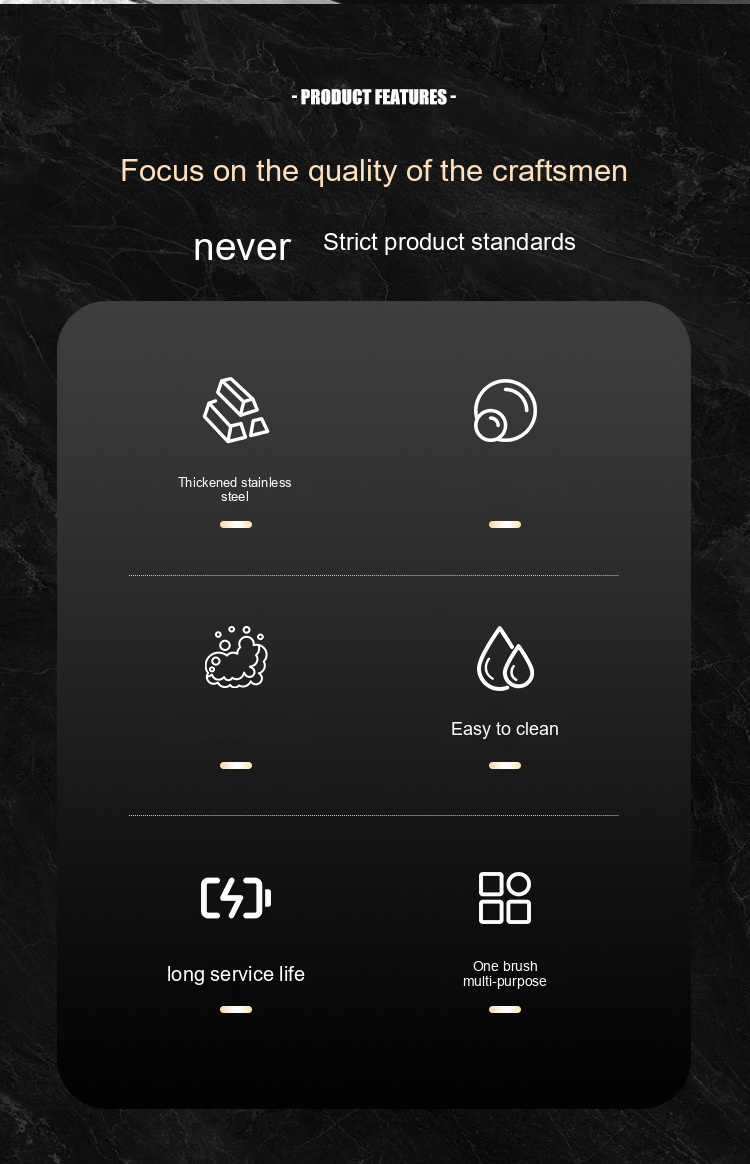 - PRODUCT FEATURES -
Focus on the quality of the craftsmen
never Strict product standards
Thickened stainless
steel
Easy to clean
long service life
One brush
multi-purpose